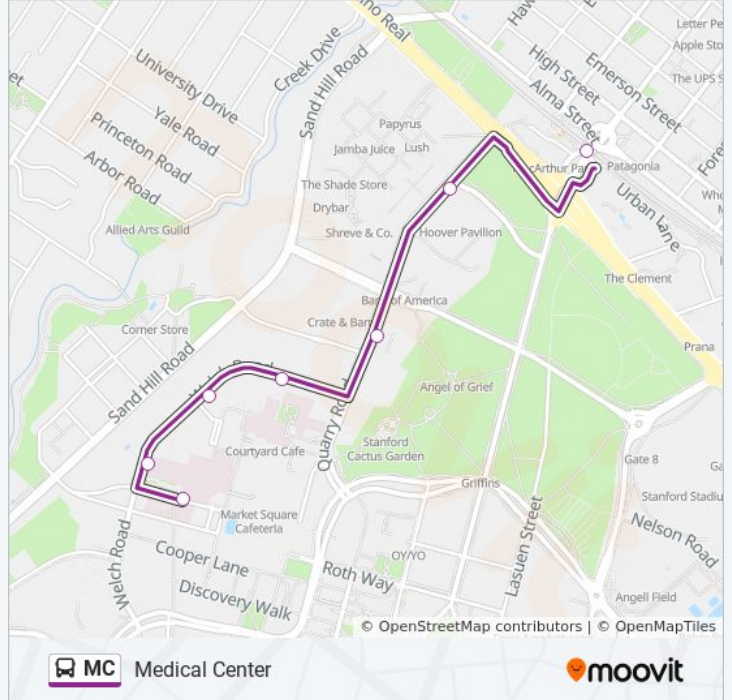 Real
Letter Pe
Apple Sto
The UPS S
High Street
Emerson Street
Alma Street
University Drive
Creek Drive
Sand Hill Road
Yale Road
Princeton Road
Arbor Road
Papyrus
Jamba Juice
Lush
Patagonia
Urban Lane
The Shade Store
Drybar
Shreve & Co.
Hoover Pavilion
Allied Arts Guild
The Clement
Bank of America
Crate & Bar
Corner Store
Sand Hill Road
Prana
Angel of Grief
Quarry Ro
Stanford
Cactus Garden
Courtyard Cafe
Gate 8
Griffins
Stanford Stadiu
Market Square
Cafeteria
Lasuen Street
Nelson Road
Welch Road
Cooper Lane
OY/YO
Roth Way
Discovery Walk
Angell Field
© OpenStreetMap contributors | © OpenMapTiles
MC Medical Center
moovit